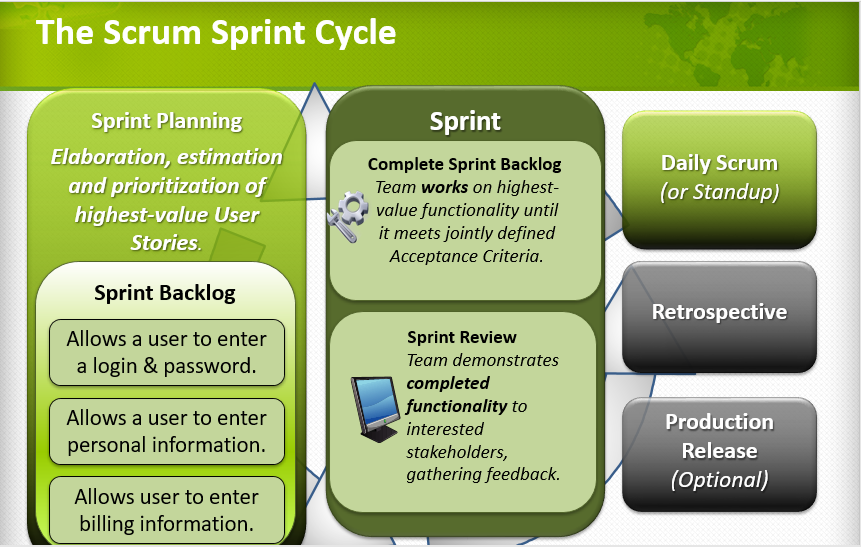 The Scrum Sprint Cycle
Sprint Planning
Elaboration, estimation
and prioritization of
highest-value User
Stories.
Sprint Backlog
Allows a user to enter
a login & password.
Allows a user to enter
personal information.
Allows user to enter
billing information.
Sprint
Complete Sprint Backlog
Team works on highest-
value functionality until
it meets jointly defined
Acceptance Criteria.
Sprint Review
Team demonstrates
completed
functionality to
interested
stakeholders,
gathering feedback.
Daily Scrum
(or Standup)
Retrospective
Production
Release
(Optional)